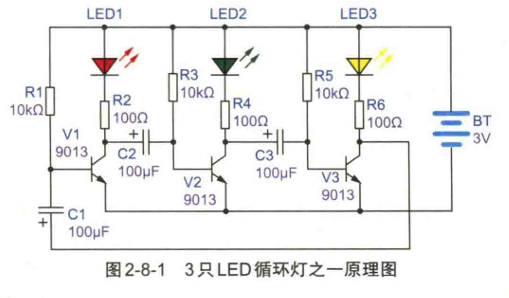 LED1 LED2 LED3
R1 10kΩ
R2 100Ω
R3 10kΩ
R4 100Ω
R5 10kΩ
R6 100Ω
BT 3V
V1 9013
C2 100μF
V2 9013
C3 100μF
V3 9013
C1 100μF
+ + +
图2-8-1 3只LED循环灯之一原理图